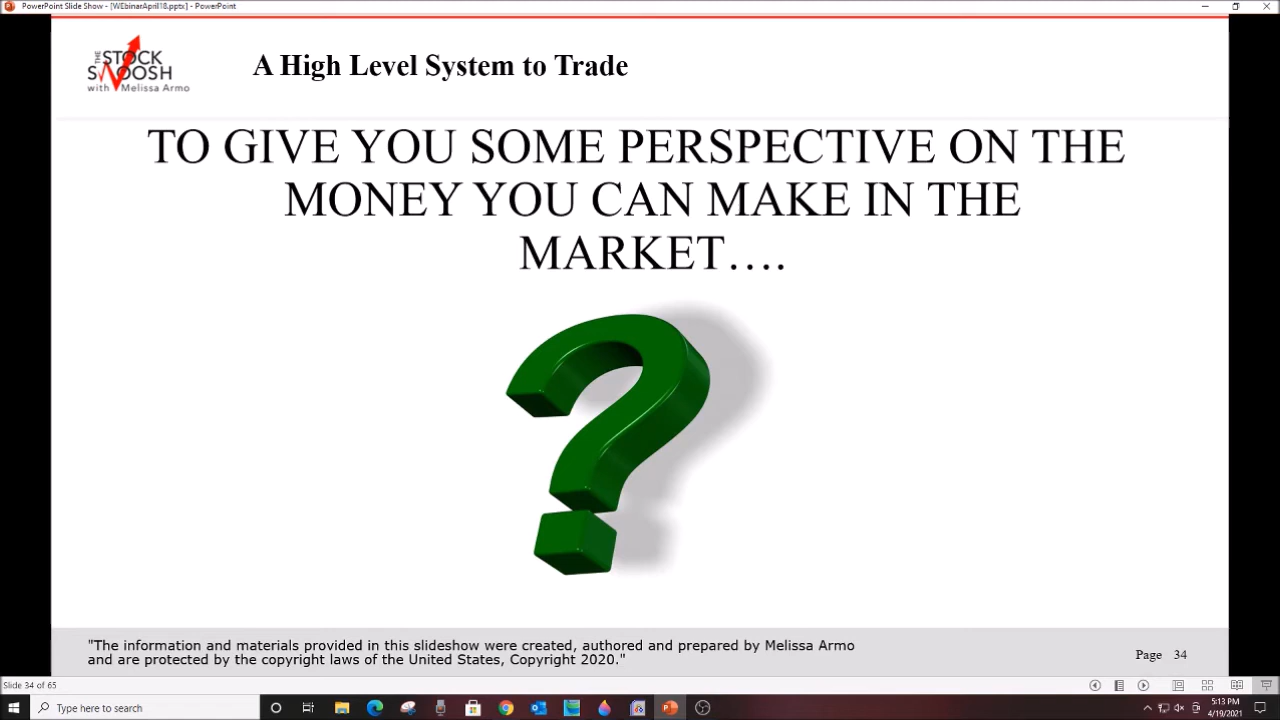 PowerPoint Slide Show - [WEbinarApril18.pptx] - PowerPoint
THE
STOCK
SWOOSH
with Melissa Armo
A High Level System to Trade
TO GIVE YOU SOME PERSPECTIVE ON THE
MONEY YOU CAN MAKE IN THE
MARKET….
?
"The information and materials provided in this slideshow were created, authored and prepared by Melissa Armo
and are protected by the copyright laws of the United States, Copyright 2020."
Page 34
Slide 34 of 65
Type here to search
5:13 PM
4/19/2021